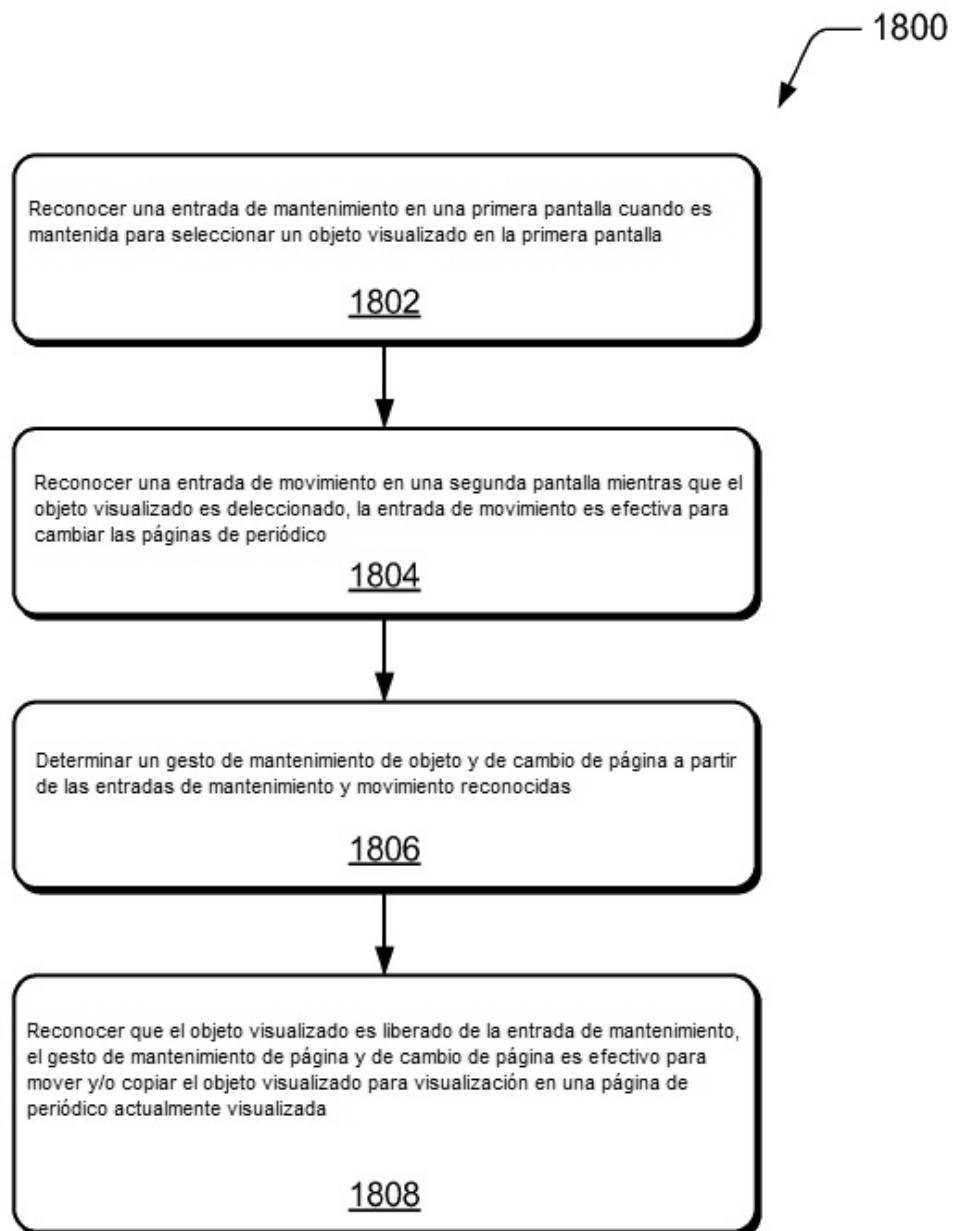 1800
Reconocer una entrada de mantenimiento en una primera pantalla cuando es
mantenida para seleccionar un objeto visualizado en la primera pantalla
1802
Reconocer una entrada de movimiento en una segunda pantalla mientras que el
objeto visualizado es deleccionado, la entrada de movimiento es efectiva para
cambiar las páginas de periódico
1804
Determinar un gesto de mantenimiento de objeto y de cambio de página a partir
de las entradas de mantenimiento y movimiento reconocidas
1806
Reconocer que el objeto visualizado es liberado de la entrada de mantenimiento,
el gesto de mantenimiento de página y de cambio de página es efectivo para
mover y/o copiar el objeto visualizado para visualización en una página de
periódico actualmente visualizada
1808